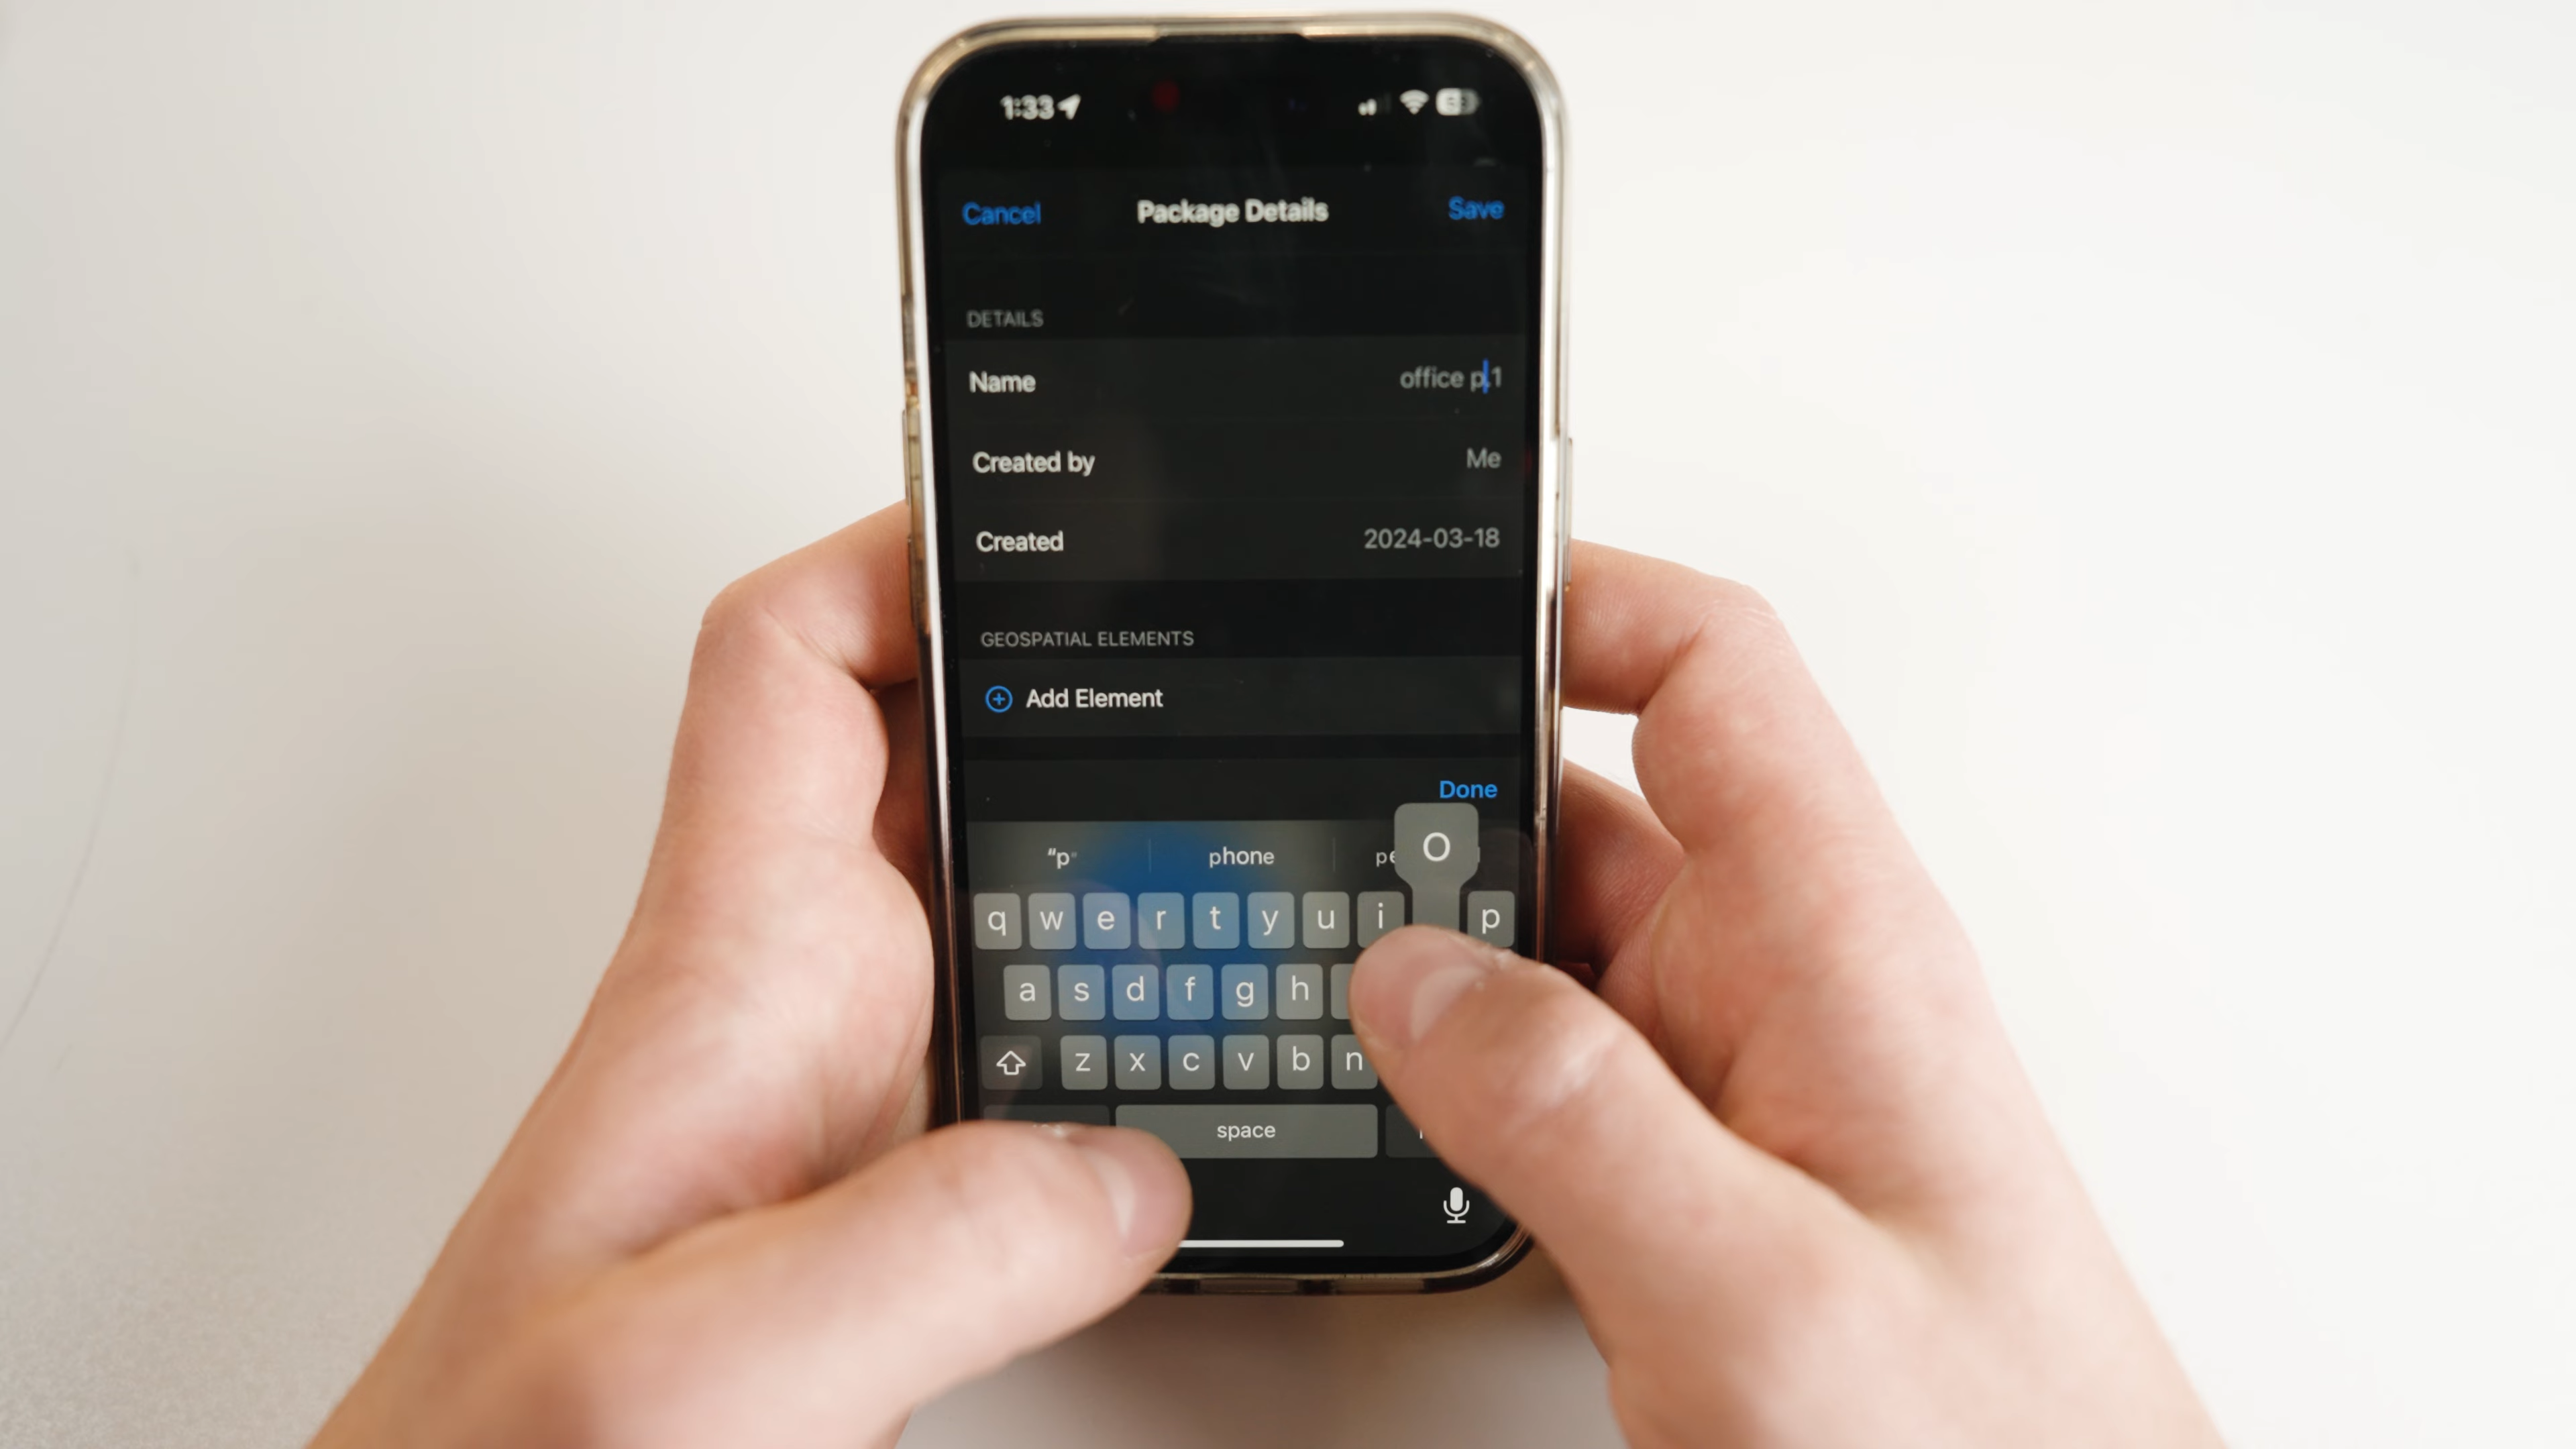 1:33
Cancel Package Details Save
DETAILS
Name office p.1
Created by Me
Created 2024-03-18
GEOSPATIAL ELEMENTS
Add Element
Done
“p” phone
O
q w e r t y u i p
a s d f g h
z x c v b n
space